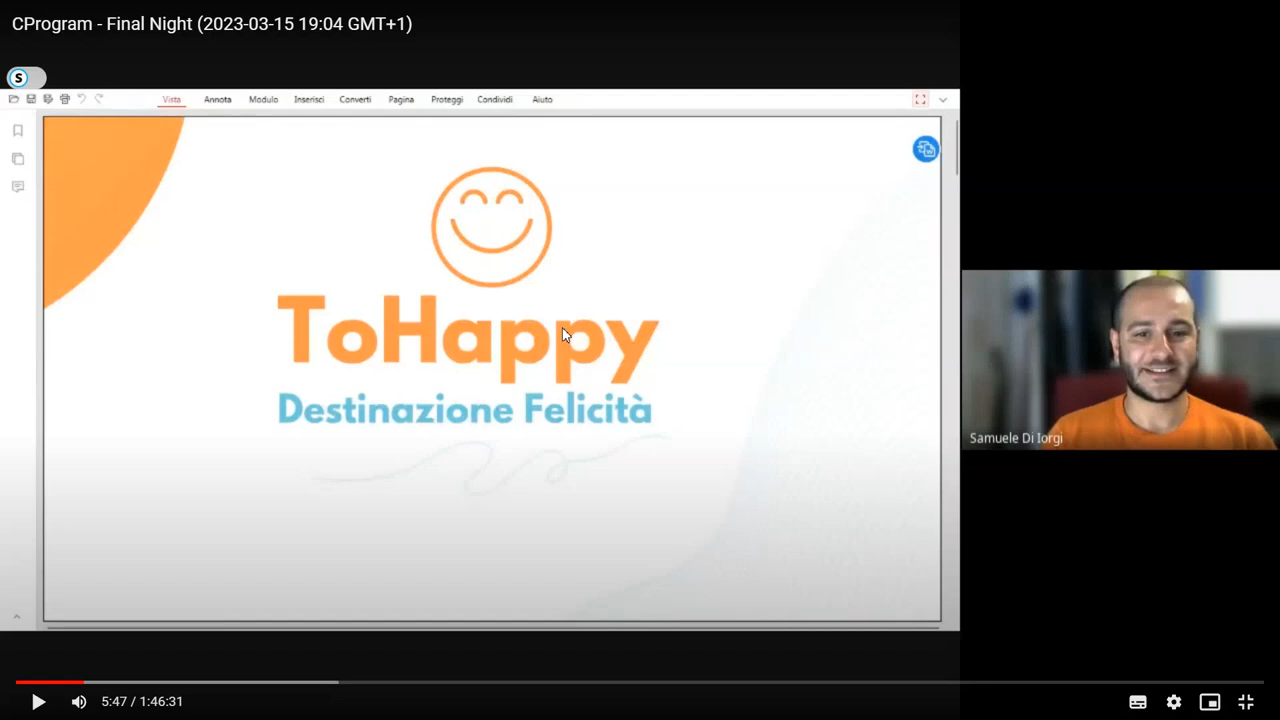 CProgram - Final Night (2023-03-15 19:04 GMT+1)
S
Vista Annota Modulo Inserisci Converti Pagina Proteggi Condividi Aiuto
ToHappy
Destinazione Felicità
Samuele Di Iorgi
5:47 / 1:46:31